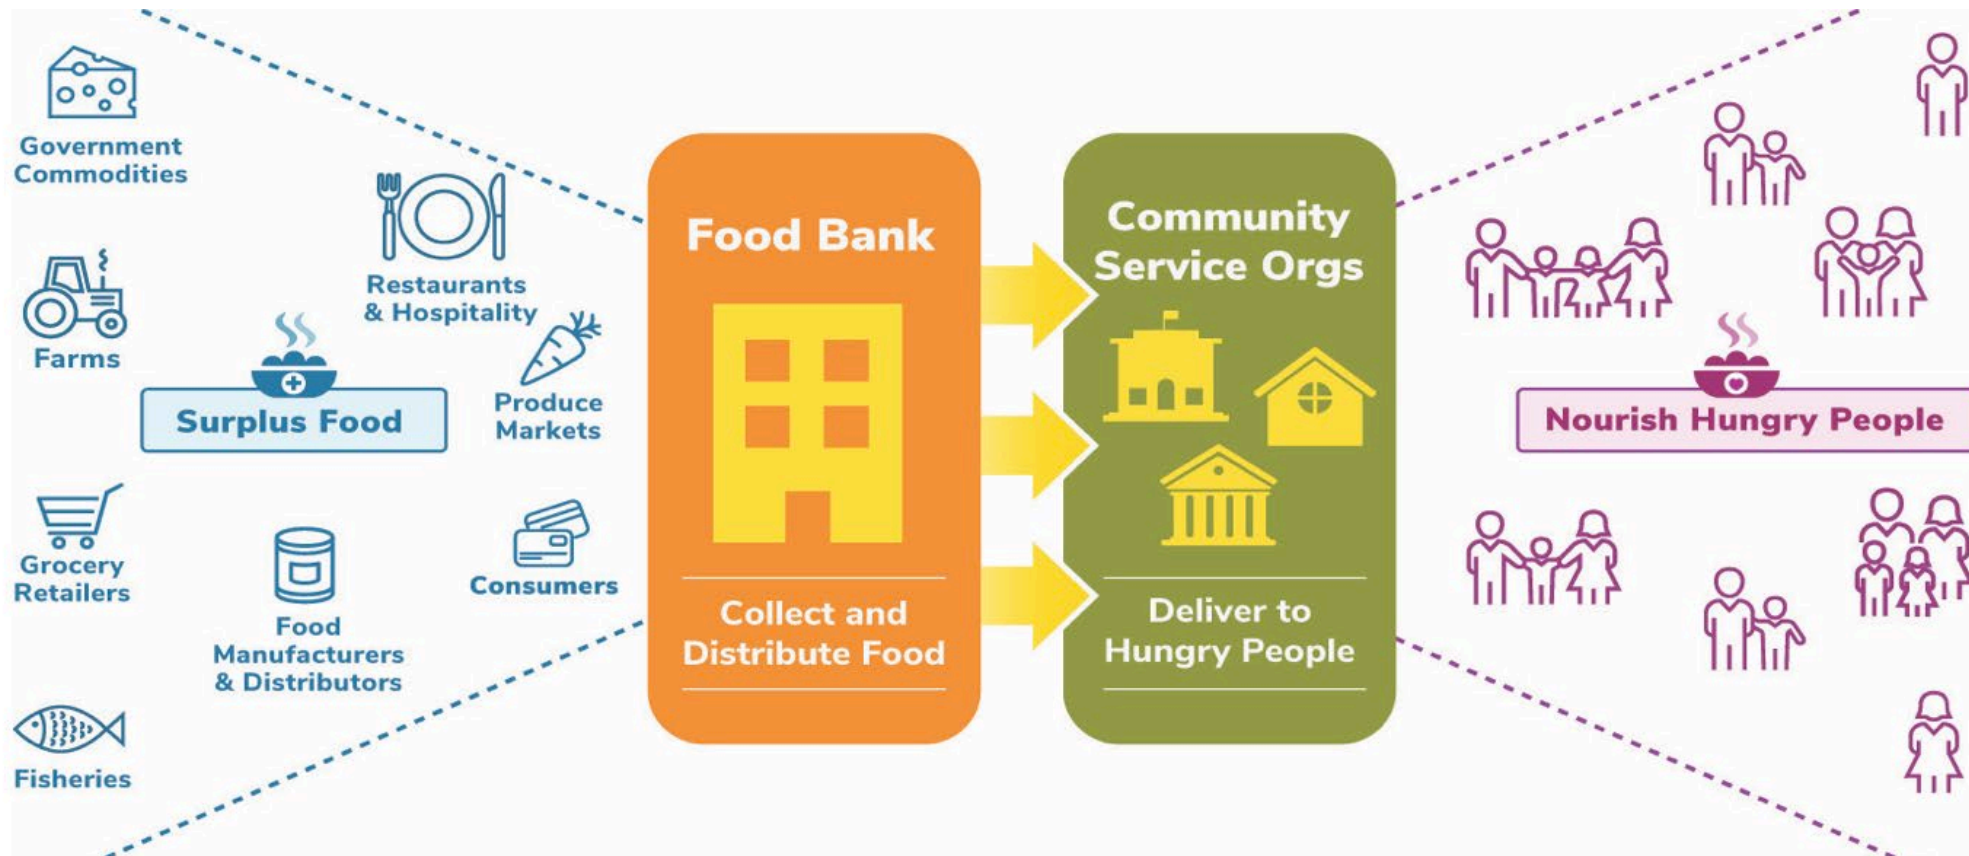 Government
Commodities
Restaurants
& Hospitality
Farms
Surplus Food
Produce
Markets
Grocery
Retailers
Food
Manufacturers
& Distributors
Consumers
Fisheries
Food Bank
Collect and
Distribute Food
Community
Service Orgs
Deliver to
Hungry People
Nourish Hungry People